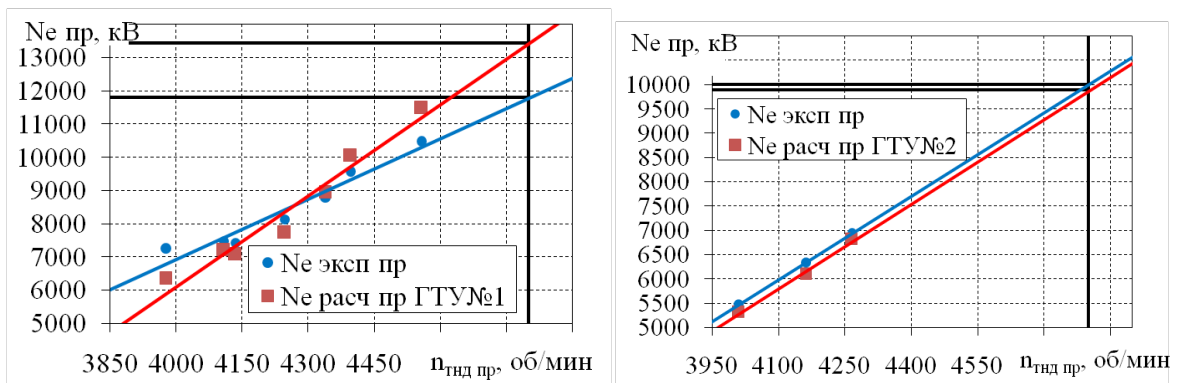 Ne пр, кВ
13000
12000
11000
10000
9000
8000
7000
6000
5000
Ne эксп пр
Ne расч пр ГТУ№1
3850 4000 4150 4300 4450 nтнд пр, об/мин
Ne пр, кВ
10000
9500
9000
8500
8000
7500
7000
6500
6000
5500
5000
Ne эксп пр
Ne расч пр ГТУ№2
3950 4100 4250 4400 4550 nтнд пр, об/мин